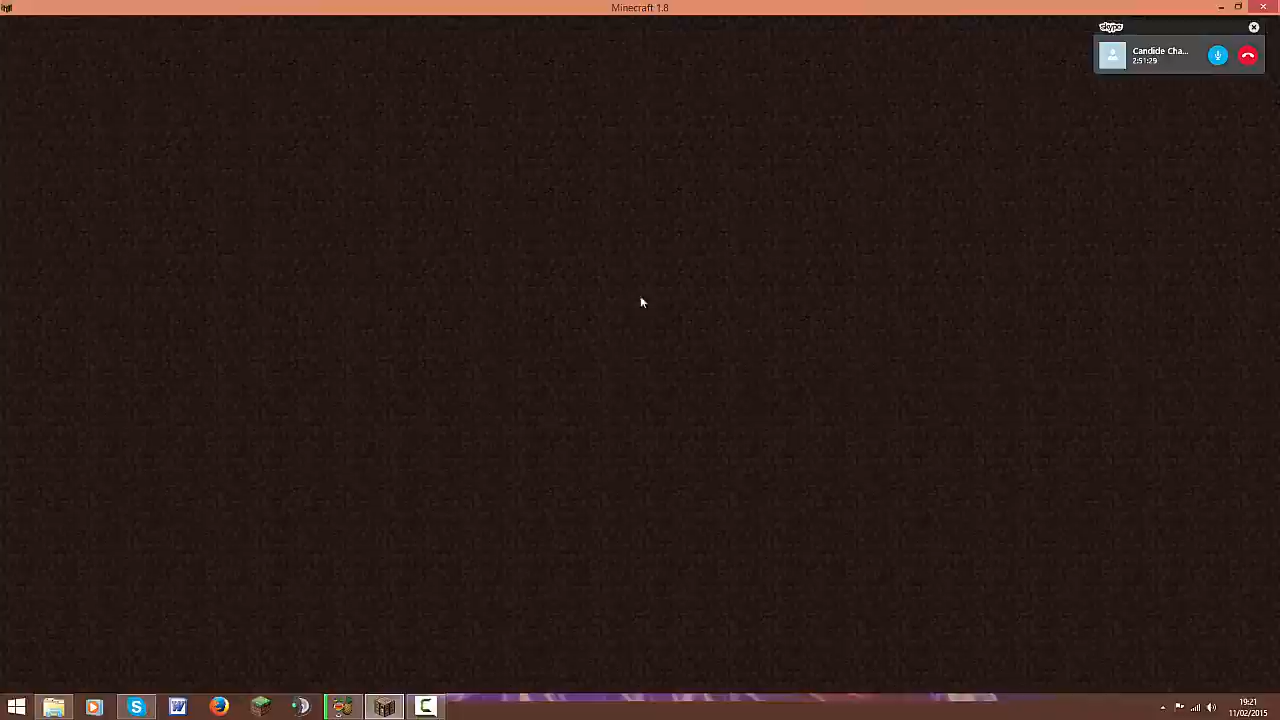 Minecraft 1.8
skype
Candide Cha...
2:51:29
19:21
11/02/2015